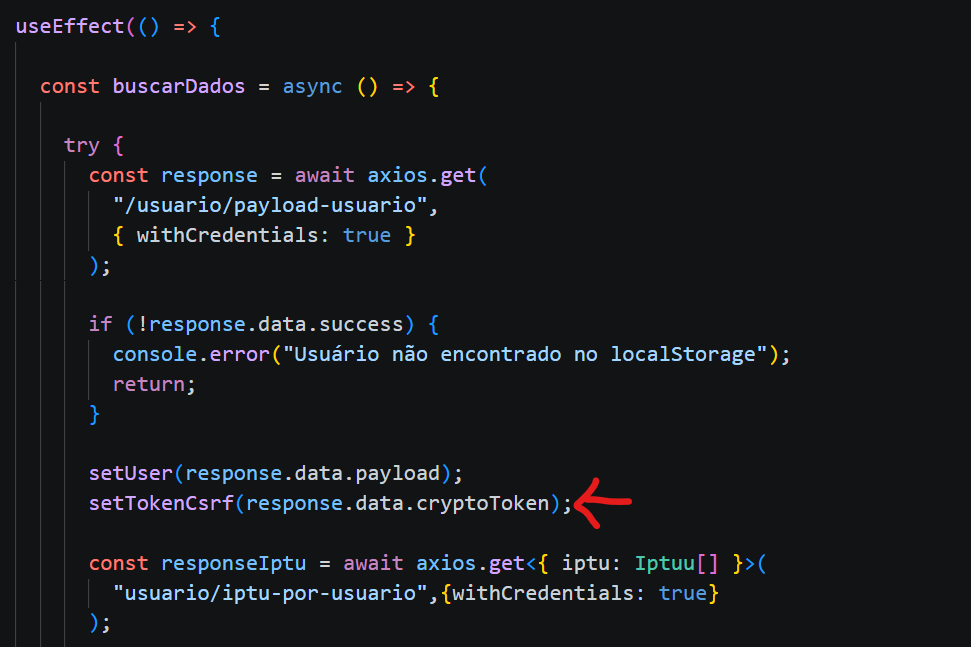 useEffect(() => {
const buscarDados = async () => {
try {
const response = await axios.get(
"/usuario/payload-usuario",
{ withCredentials: true }
);
if (!response.data.success) {
console.error("Usuário não encontrado no localStorage");
return;
}
setUser(response.data.payload);
setTokenCsrf(response.data.cryptoToken);
const responseIptu = await axios.get<{ iptu: Iptuu[] }>(
"usuario/iptu-por-usuario",{withCredentials: true}
);